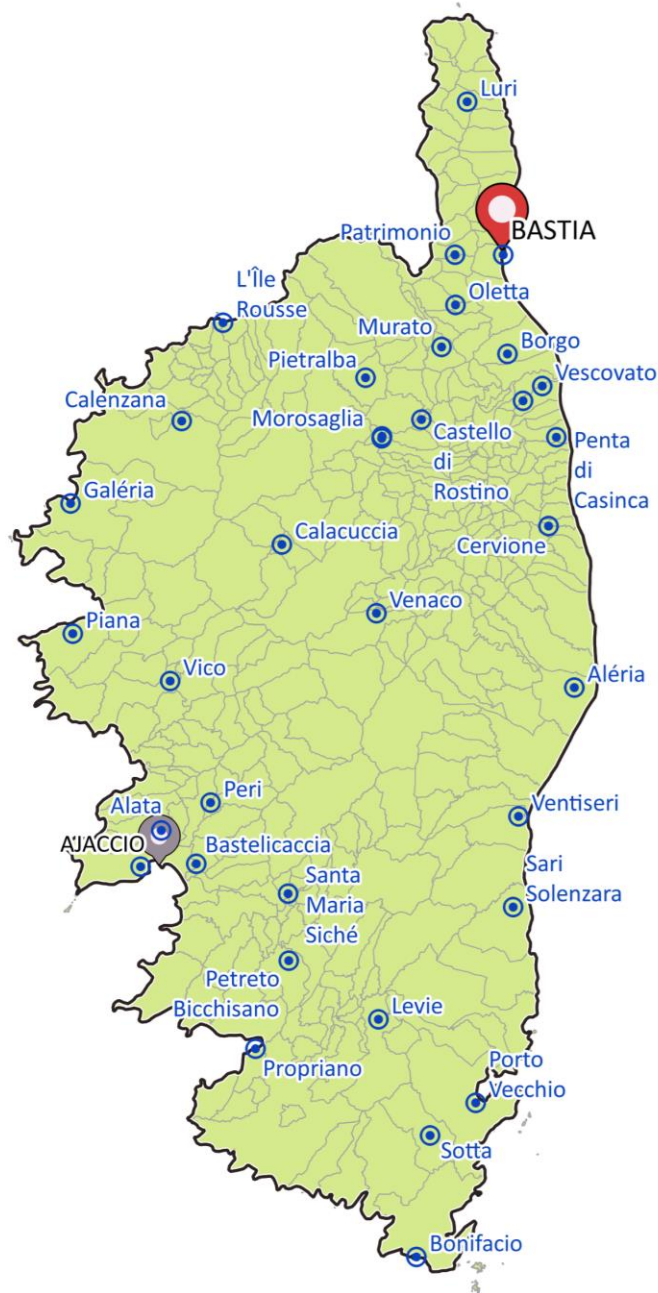 Luri
BASTIA
Patrimonio
L'Île
Rousse
Oletta
Murato
Borgo
Pietralba
Vescovato
Calenzana
Morosaglia
Castello
di
Rostino
Penta
di
Casinca
Galéria
Calacuccia
Cervione
Venaco
Piana
Vico
Aléria
Peri
Alata
Ventiseri
AJACCIO
Bastelicaccia
Sari
Solenzara
Santa
Maria
Siché
Petreto
Bicchisano
Levie
Propriano
Porto
Vecchio
Sotta
Bonifacio